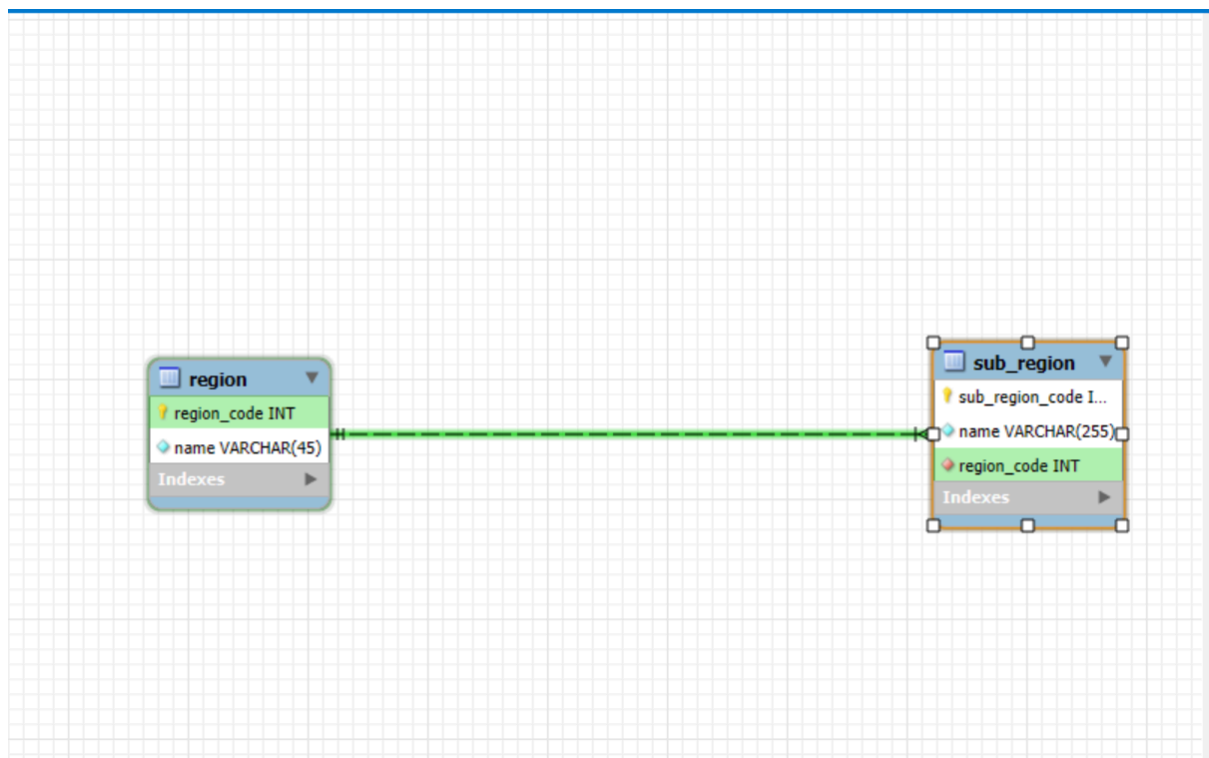 region
region_code INT
name VARCHAR(45)
Indexes
sub_region
sub_region_code I...
name VARCHAR(255)
region_code INT
Indexes